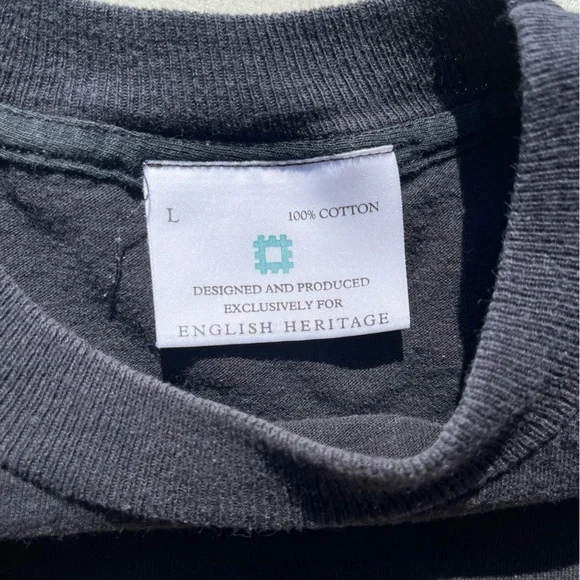 L 100% COTTON
DESIGNED AND PRODUCED
EXCLUSIVELY FOR
ENGLISH HERITAGE